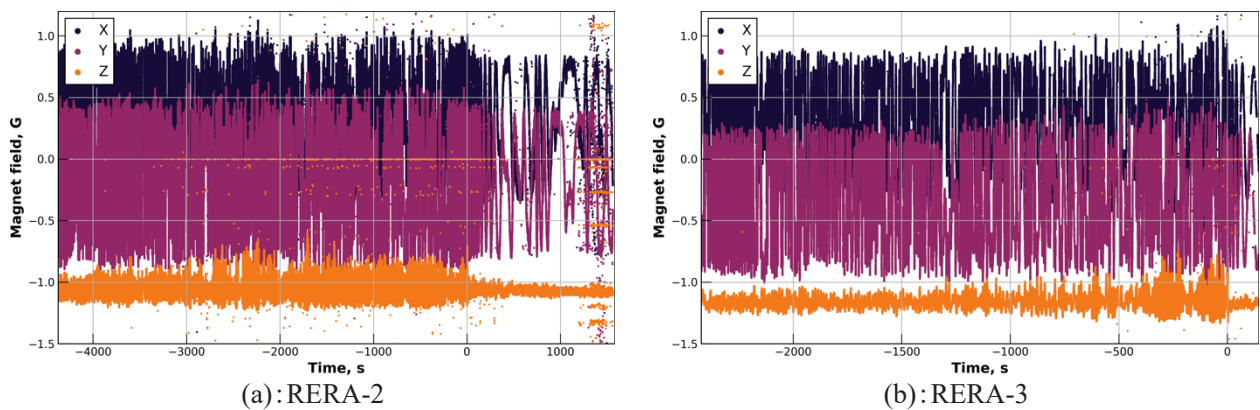 1.0
0.5
0.0
−0.5
−1.0
−1.5
Magnet field, G
X
Y
Z
−4000 −3000 −2000 −1000 0 1000
Time, s
(a):RERA-2
1.0
0.5
0.0
−0.5
−1.0
−1.5
Magnet field, G
X
Y
Z
−2000 −1500 −1000 −500 0
Time, s
(b):RERA-3